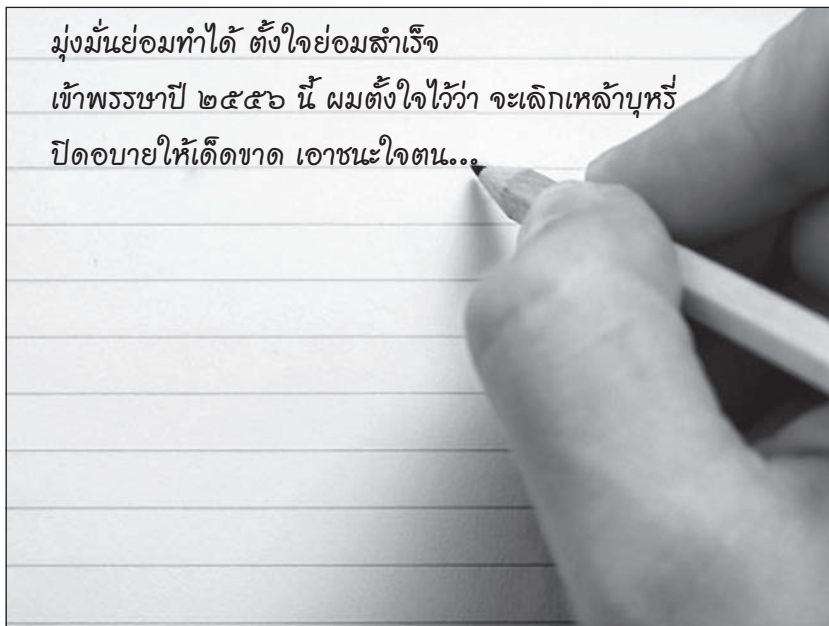 มุ่งมั่นย่อมทำได้ ตั้งใจย่อมสำเร็จ
เข้าพรรษาปี ๒๕๕๖ นี้ ผมตั้งใจไว้ว่า จะเลิกเหล้าบุหรี่
ปิดอบายให้เด็ดขาด เอาชนะใจตน...